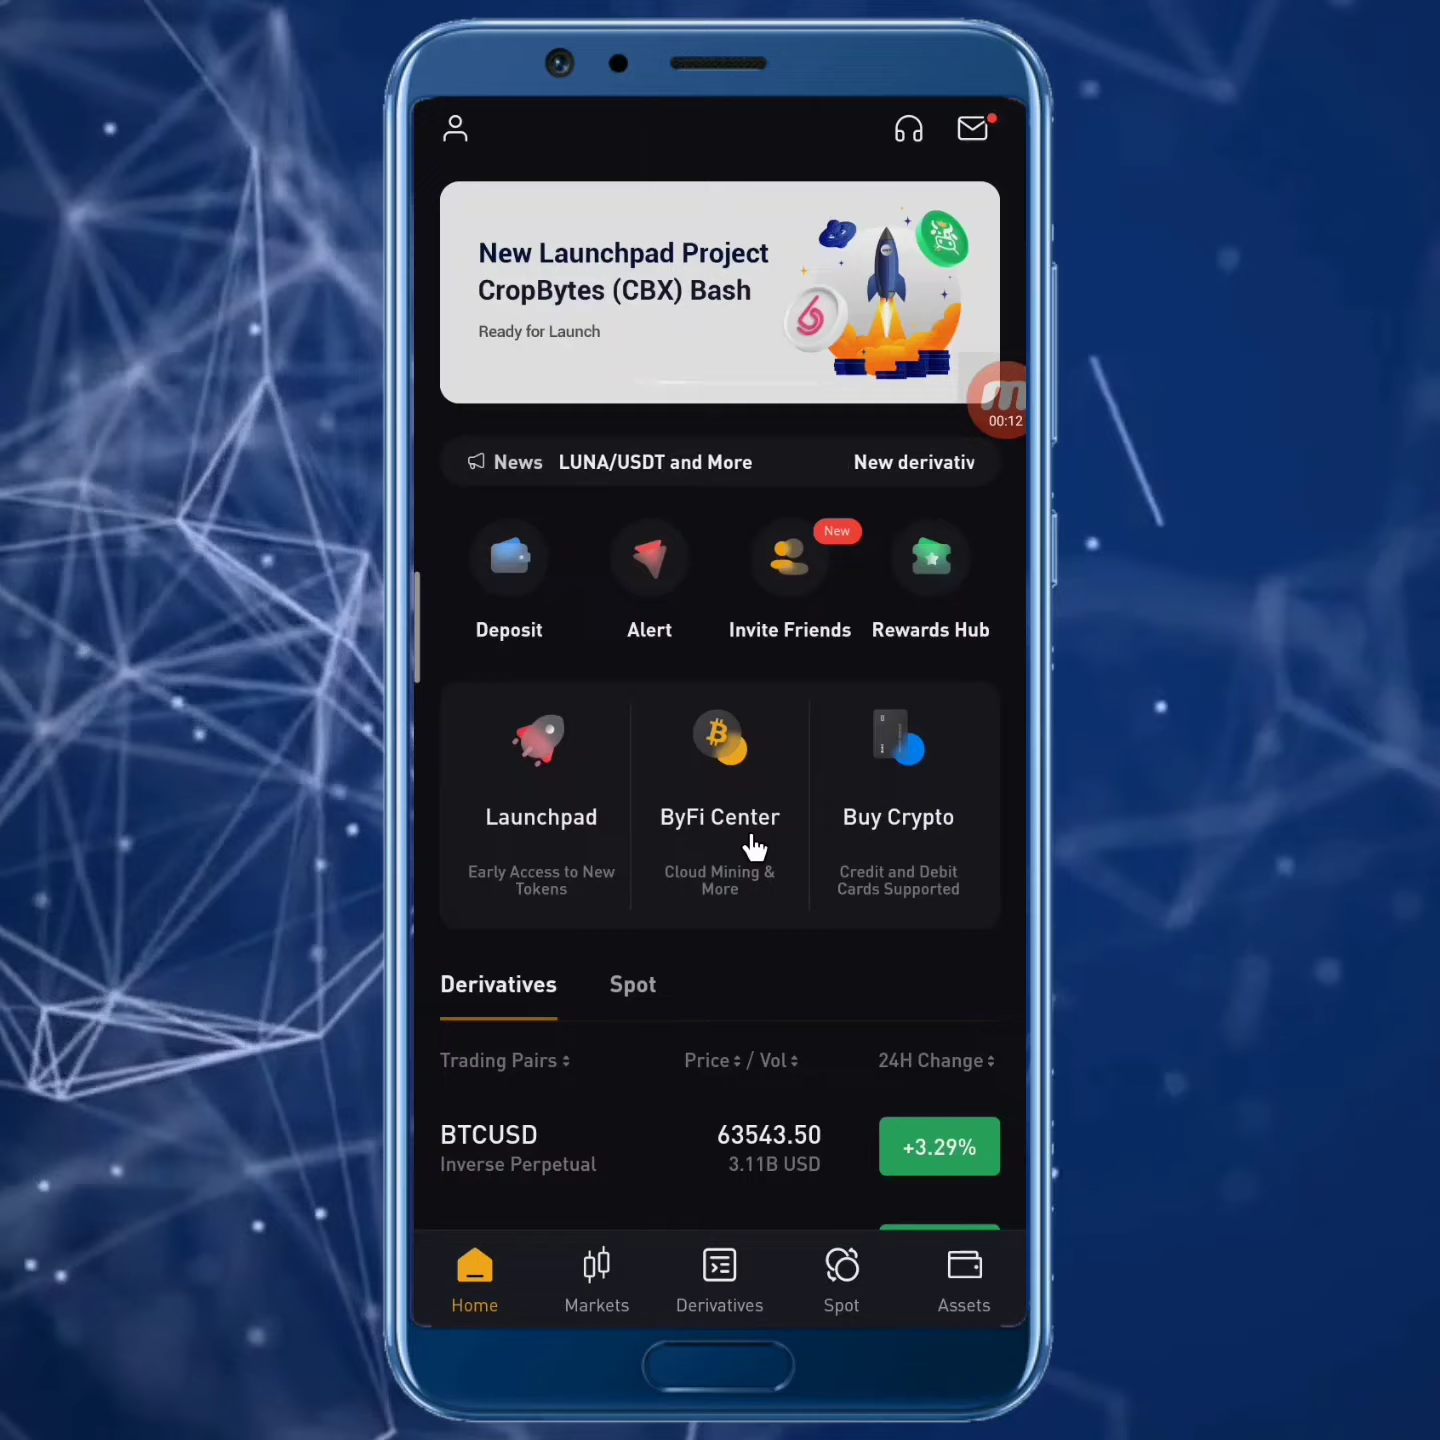 New Launchpad Project
CropBytes (CBX) Bash
Ready for Launch
00:12
News LUNA/USDT and More New derivativ
New
Deposit Alert Invite Friends Rewards Hub
Launchpad ByFi Center Buy Crypto
Early Access to New Tokens
Cloud Mining & More
Credit and Debit Cards Supported
Derivatives Spot
Trading Pairs Price / Vol 24H Change
BTCUSD 63543.50 +3.29%
Inverse Perpetual 3.11B USD
Home Markets Derivatives Spot Assets